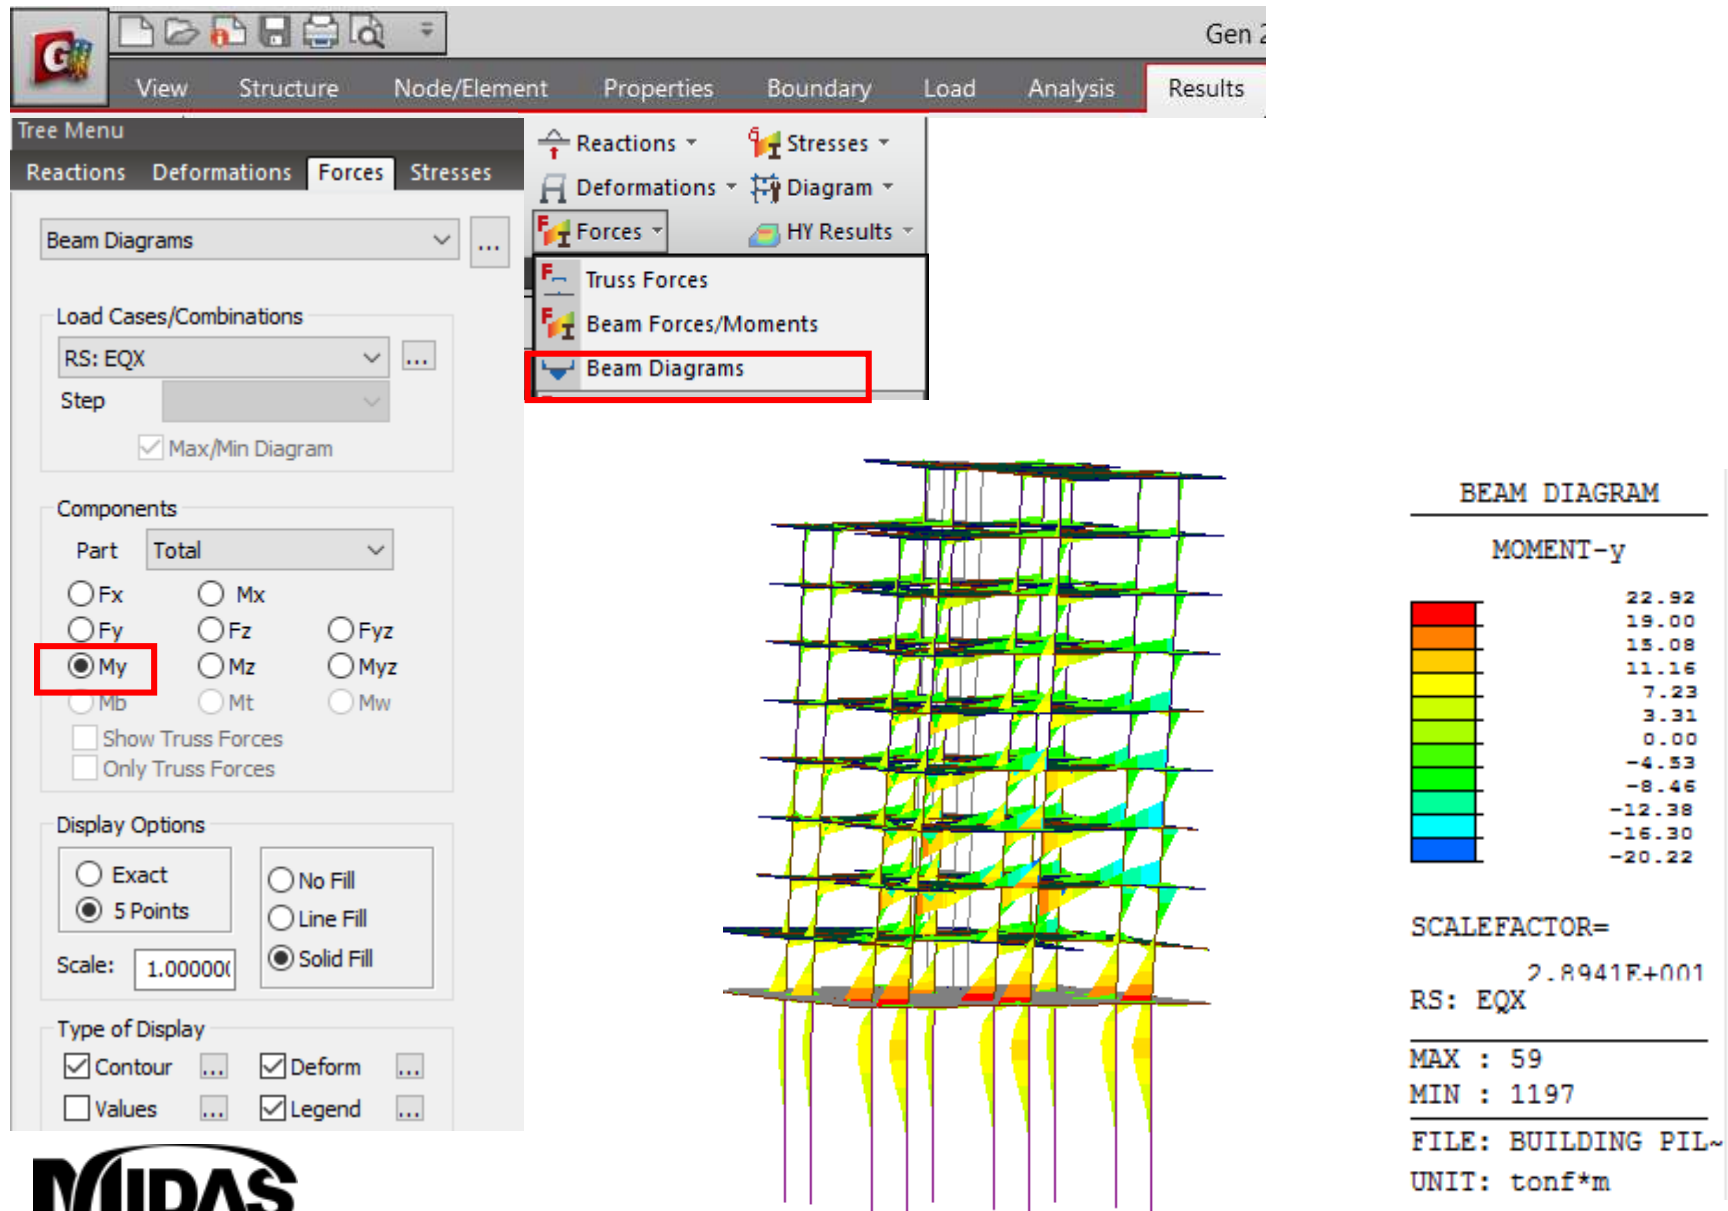 Gen 2
View Structure Node/Element Properties Boundary Load Analysis Results
Tree Menu
Reactions Deformations Forces Stresses
Beam Diagrams
...
Load Cases/Combinations
RS: EQX
...
Step
Max/Min Diagram
Components
Part Total
Fx Mx
Fy Fz Fyz
My Mz Myz
Mb Mt Mw
Show Truss Forces
Only Truss Forces
Display Options
Exact
5 Points
No Fill
Line Fill
Solid Fill
Scale: 1.00000(
Type of Display
Contour ... Deform ...
Values ... Legend ...
MIDAS
Reactions Stresses
Deformations Diagram
Forces HY Results
Truss Forces
Beam Forces/Moments
Beam Diagrams
BEAM DIAGRAM
MOMENT-y
22.92
19.00
15.08
11.16
7.23
3.31
0.00
-4.53
-8.46
-12.38
-16.30
-20.22
SCALEFACTOR=
2.8941E+001
RS: EQX
MAX : 59
MIN : 1197
FILE: BUILDING PIL~
UNIT: tonf*m